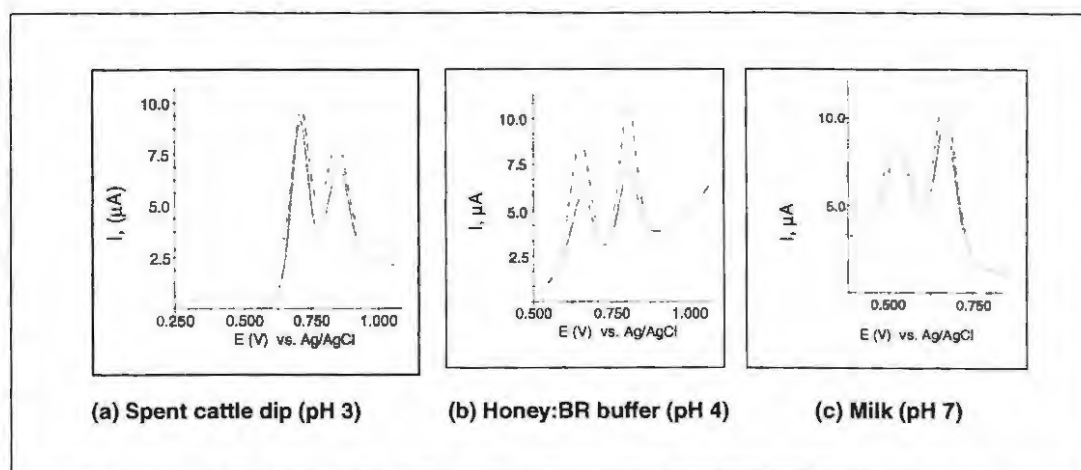 10.0
7.5
5.0
2.5
I, (µA)
0.250 0.500 0.750 1.000
E (V) vs. Ag/AgCl
(a) Spent cattle dip (pH 3)
10.0
7.5
5.0
2.5
I, µA
0.500 0.750 1.000
E (V) vs. Ag/AgCl
(b) Honey:BR buffer (pH 4)
10.0
5.0
I, µA
0.500 0.750
E (V) vs. Ag/AgCl
(c) Milk (pH 7)